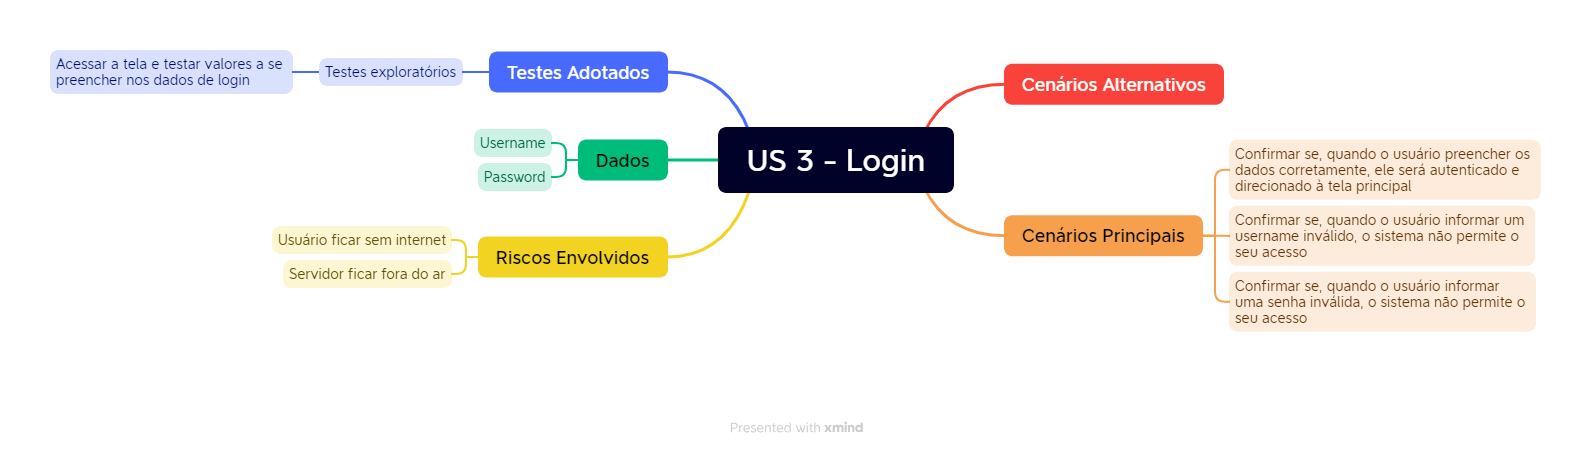 US 3 - Login
Cenários Alternativos
Cenários Principais
Confirmar se, quando o usuário preencher os
dados corretamente, ele será autenticado e
direcionado à tela principal
Confirmar se, quando o usuário informar um
username inválido, o sistema não permite o
seu acesso
Confirmar se, quando o usuário informar
uma senha inválida, o sistema não permite o
seu acesso
Testes Adotados
Testes exploratórios
Acessar a tela e testar valores a se
preencher nos dados de login
Dados
Username
Password
Riscos Envolvidos
Usuário ficar sem internet
Servidor ficar fora do ar
Presented with xmind